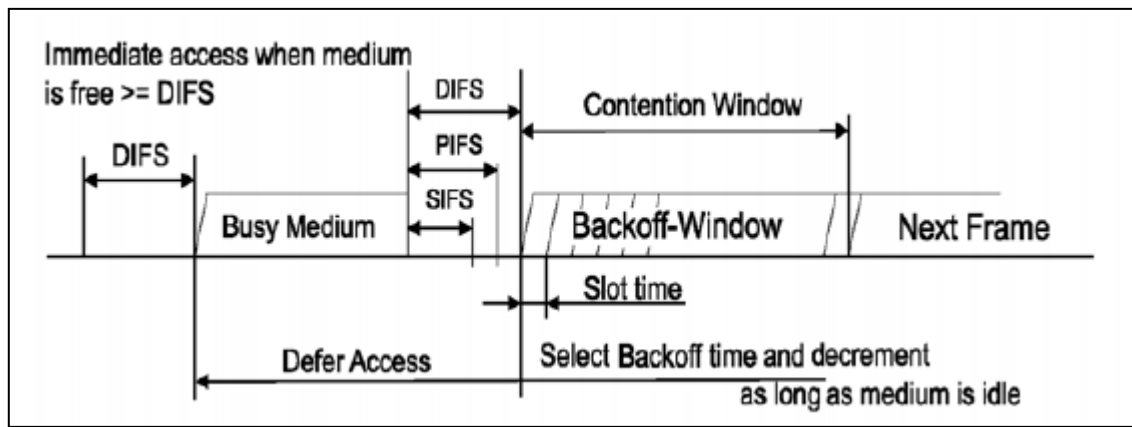 Immediate access when medium
is free >= DIFS
DIFS
DIFS
PIFS
SIFS
Contention Window
Busy Medium
Backoff-Window
Next Frame
Slot time
Defer Access
Select Backoff time and decrement
as long as medium is idle